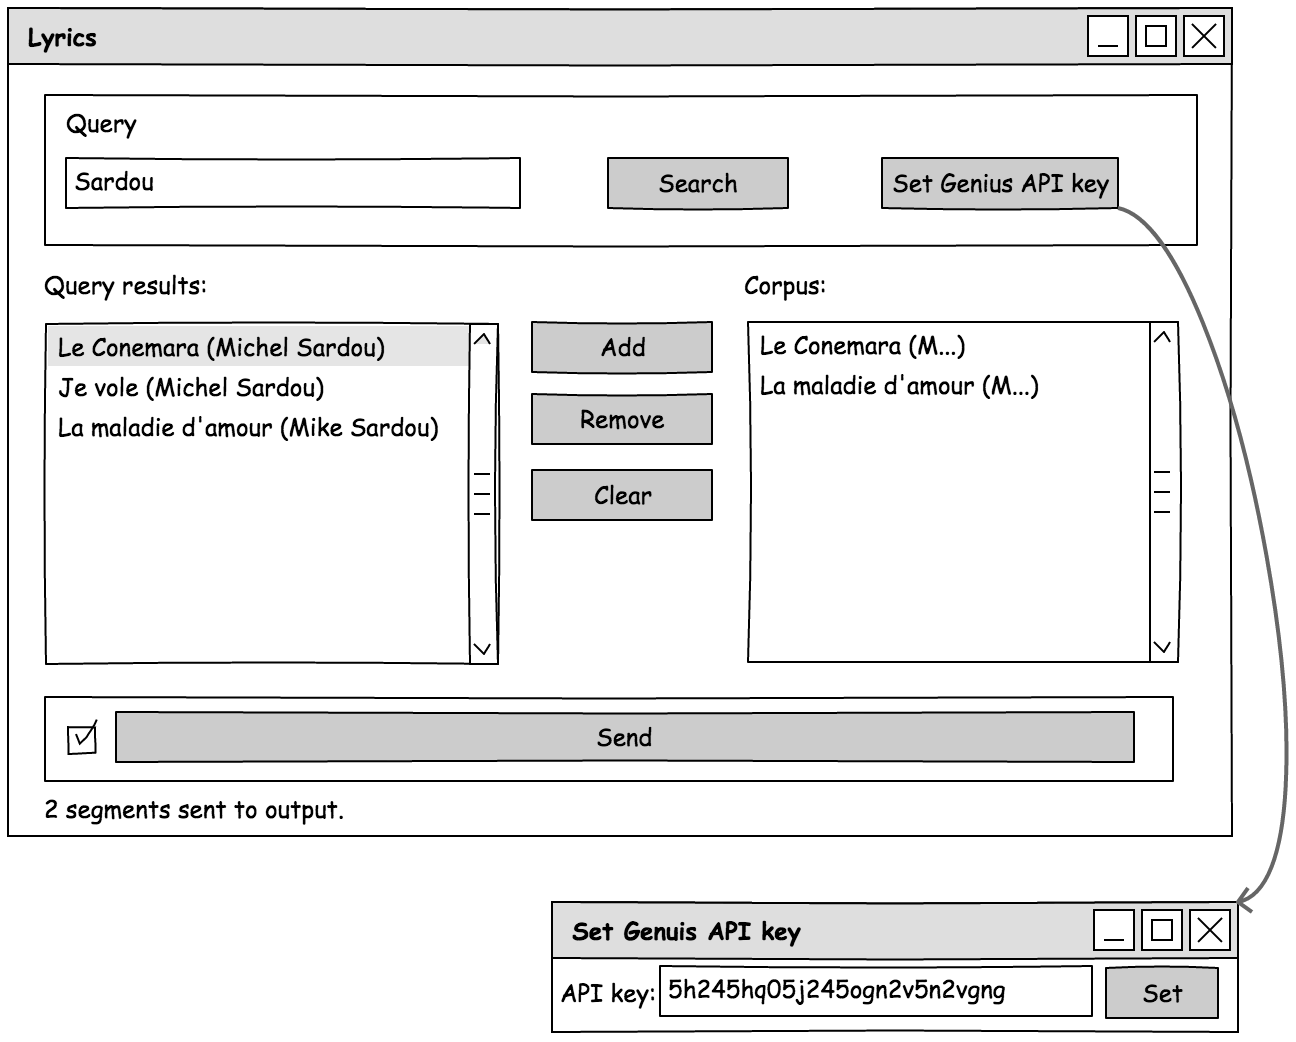 Lyrics
Query
Sardou
Search
Set Genius API key
Query results:
Corpus:
Le Conemara (Michel Sardou)
Je vole (Michel Sardou)
La maladie d'amour (Mike Sardou)
Add
Remove
Clear
Le Conemara (M...)
La maladie d'amour (M...)
Send
2 segments sent to output.
Set Genuis API key
API key:
5h245hq05j245ogn2v5n2vgng
Set